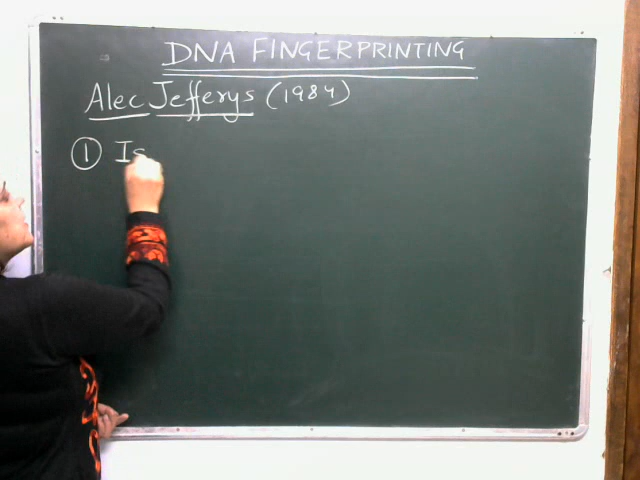 DNA FINGERPRINTING
Alec Jefferys (1984)
① Is